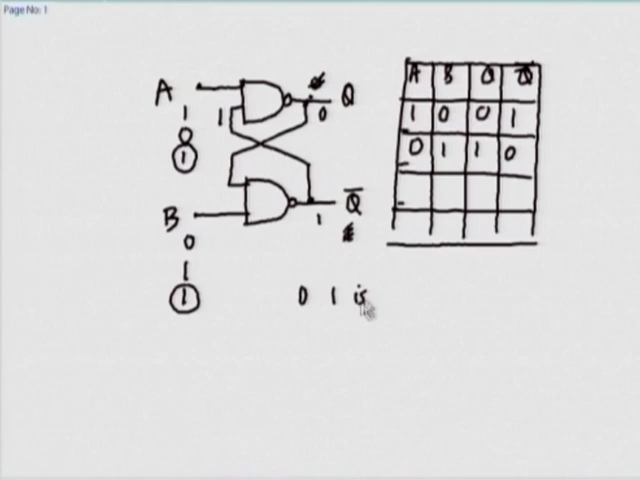 Page No: 1
A B Q Q̅
A
1 0 Q
1
0
1 0 0 1
0 1 1 0
1
B
1 Q̅
0
1
1
0 1 is